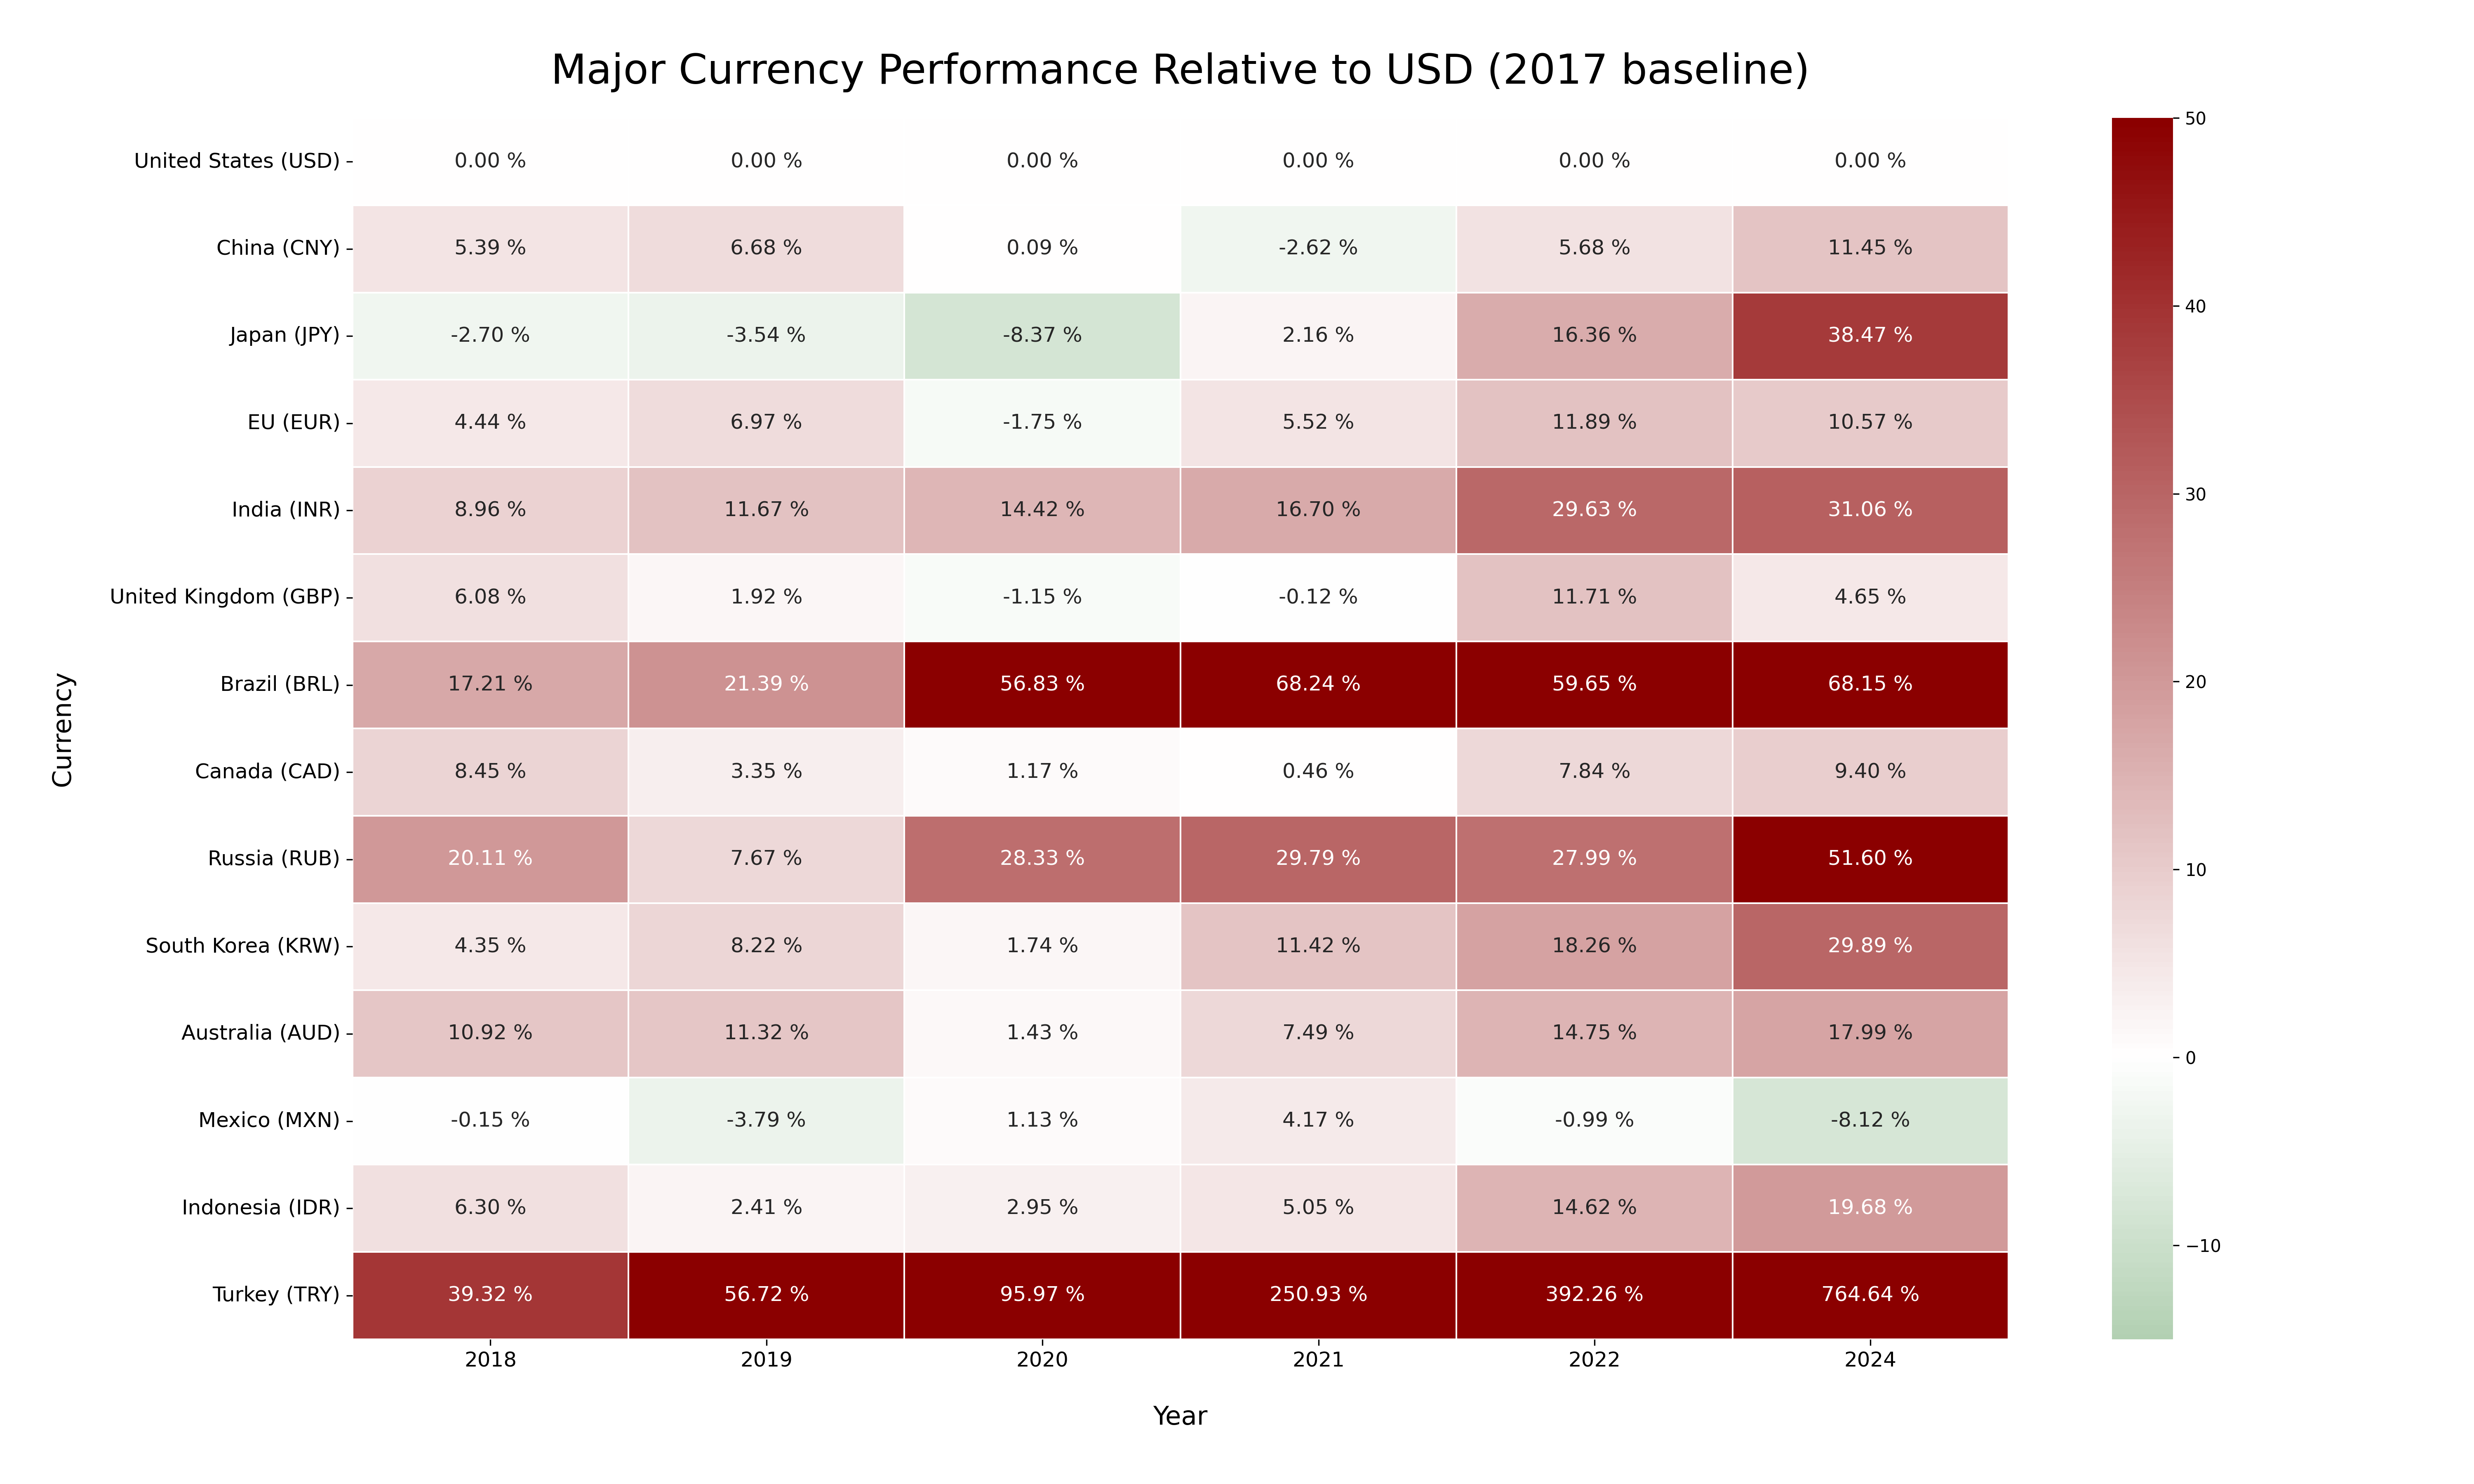 Major Currency Performance Relative to USD (2017 baseline)
United States (USD) 0.00 % 0.00 % 0.00 % 0.00 % 0.00 % 0.00 %
China (CNY) 5.39 % 6.68 % 0.09 % -2.62 % 5.68 % 11.45 %
Japan (JPY) -2.70 % -3.54 % -8.37 % 2.16 % 16.36 % 38.47 %
EU (EUR) 4.44 % 6.97 % -1.75 % 5.52 % 11.89 % 10.57 %
India (INR) 8.96 % 11.67 % 14.42 % 16.70 % 29.63 % 31.06 %
United Kingdom (GBP) 6.08 % 1.92 % -1.15 % -0.12 % 11.71 % 4.65 %
Brazil (BRL) 17.21 % 21.39 % 56.83 % 68.24 % 59.65 % 68.15 %
Canada (CAD) 8.45 % 3.35 % 1.17 % 0.46 % 7.84 % 9.40 %
Russia (RUB) 20.11 % 7.67 % 28.33 % 29.79 % 27.99 % 51.60 %
South Korea (KRW) 4.35 % 8.22 % 1.74 % 11.42 % 18.26 % 29.89 %
Australia (AUD) 10.92 % 11.32 % 1.43 % 7.49 % 14.75 % 17.99 %
Mexico (MXN) -0.15 % -3.79 % 1.13 % 4.17 % -0.99 % -8.12 %
Indonesia (IDR) 6.30 % 2.41 % 2.95 % 5.05 % 14.62 % 19.68 %
Turkey (TRY) 39.32 % 56.72 % 95.97 % 250.93 % 392.26 % 764.64 %
2018 2019 2020 2021 2022 2024
Year
Currency
50
40
30
20
10
0
−10